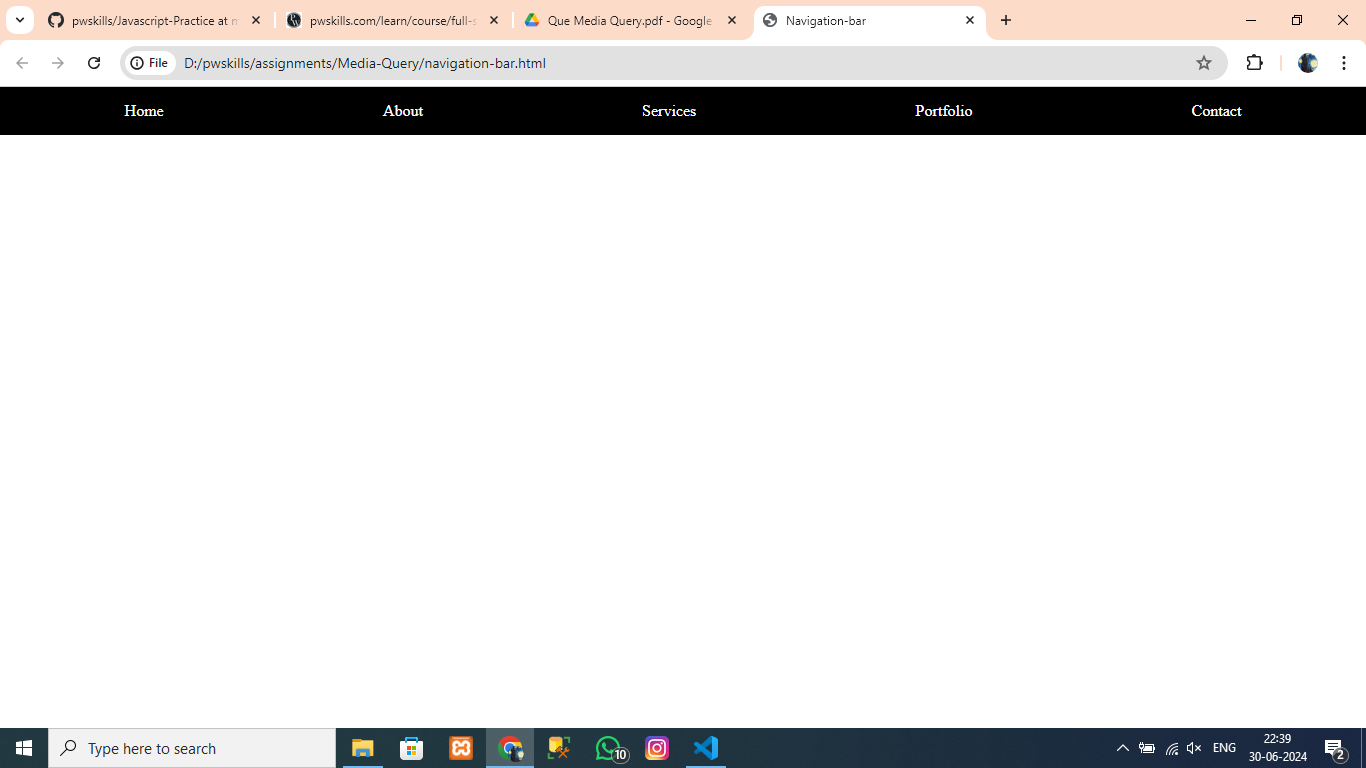 pwskills/Javascript-Practice at m
pwskills.com/learn/course/full-s
Que Media Query.pdf - Google
Navigation-bar
File
D:/pwskills/assignments/Media-Query/navigation-bar.html
Home
About
Services
Portfolio
Contact
Type here to search
10
ENG
22:39
30-06-2024
2